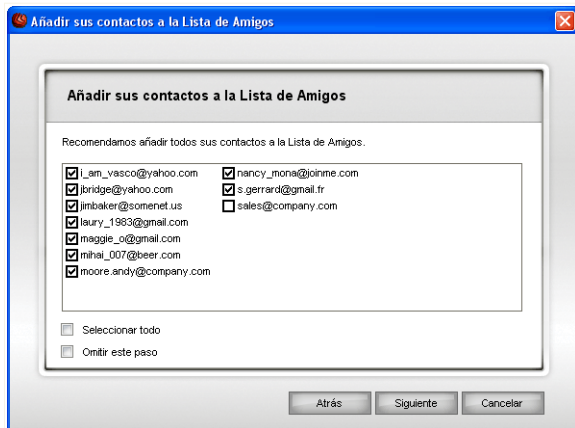 Añadir sus contactos a la Lista de Amigos
Añadir sus contactos a la Lista de Amigos
Recomendamos añadir todos sus contactos a la Lista de Amigos.
i_am_vasco@yahoo.com
jbridge@yahoo.com
jimbaker@somenet.us
laury_1983@gmail.com
maggie_o@gmail.com
mihai_007@beer.com
moore.andy@company.com
nancy_mona@joinme.com
s.gerrard@gmail.fr
sales@company.com
Seleccionar todo
Omitir este paso
Atrás
Siguiente
Cancelar